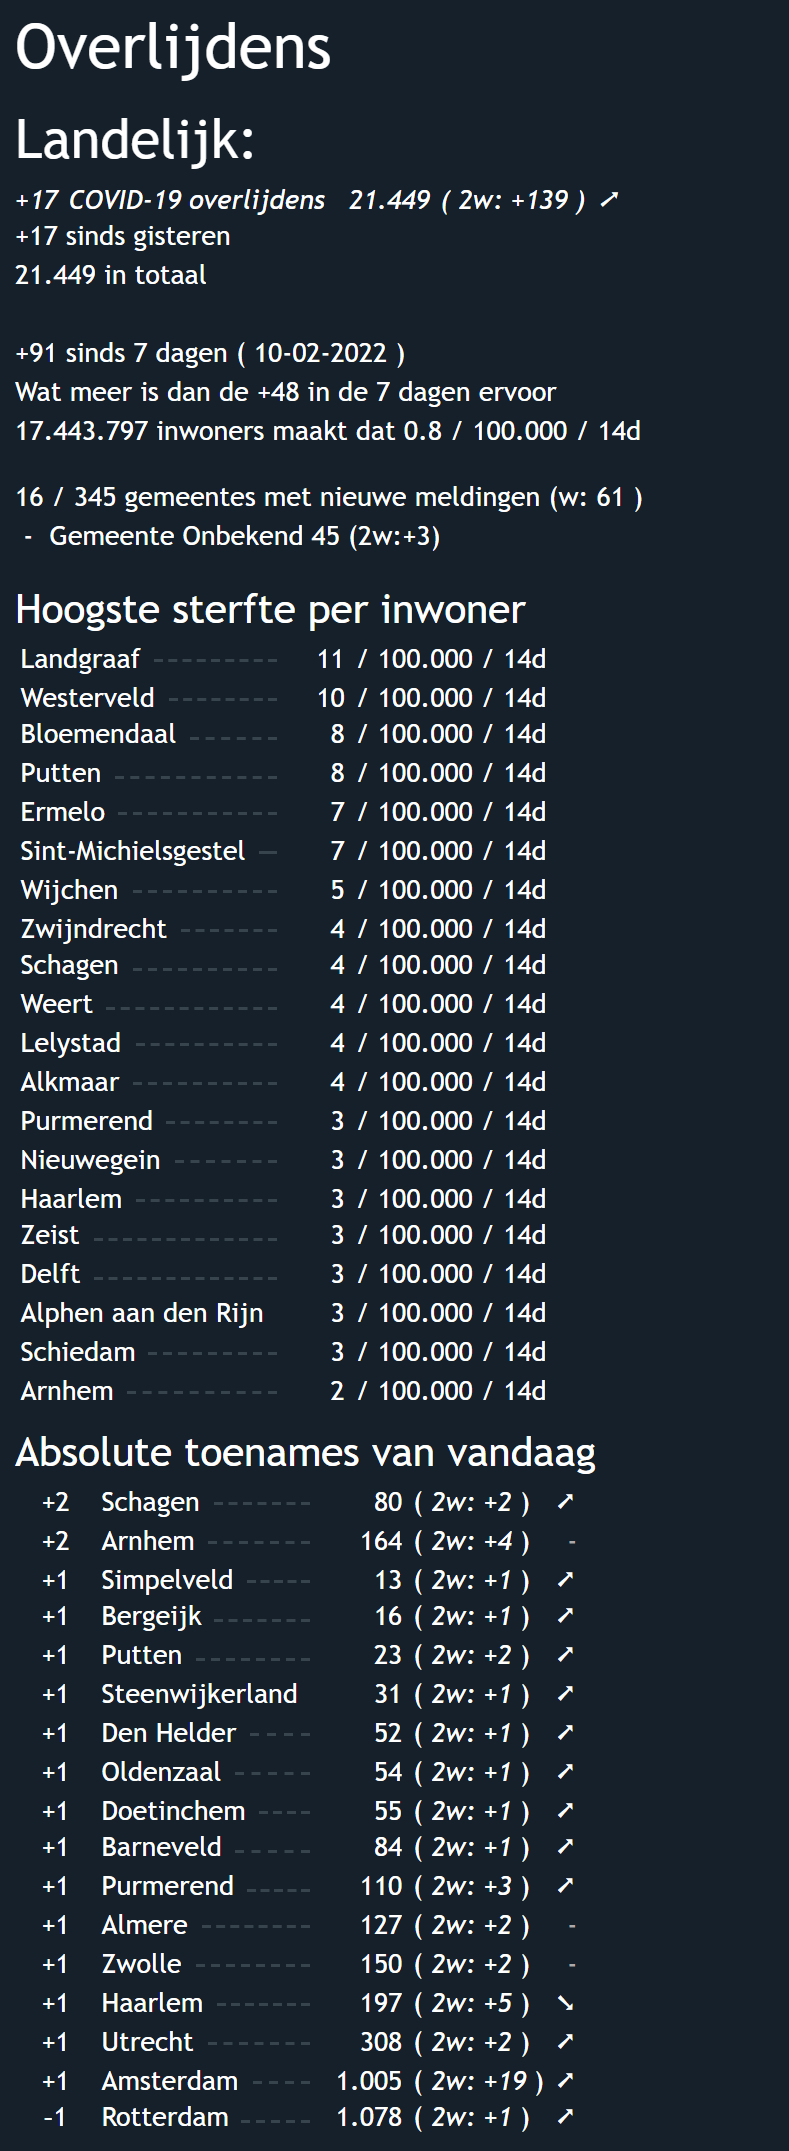 Overlijdens
Landelijk:
+17 COVID-19 overlijdens 21.449 ( 2w: +139 ) ➚
+17 sinds gisteren
21.449 in totaal
+91 sinds 7 dagen ( 10-02-2022 )
Wat meer is dan de +48 in de 7 dagen ervoor
17.443.797 inwoners maakt dat 0.8 / 100.000 / 14d
16 / 345 gemeentes met nieuwe meldingen (w: 61 )
- Gemeente Onbekend 45 (2w:+3)
Hoogste sterfte per inwoner
Landgraaf --------- 11 / 100.000 / 14d
Westerveld -------- 10 / 100.000 / 14d
Bloemendaal ------ 8 / 100.000 / 14d
Putten ------------ 8 / 100.000 / 14d
Ermelo ------------ 7 / 100.000 / 14d
Sint-Michielsgestel — 7 / 100.000 / 14d
Wijchen ---------- 5 / 100.000 / 14d
Zwijndrecht ------- 4 / 100.000 / 14d
Schagen ---------- 4 / 100.000 / 14d
Weert ------------ 4 / 100.000 / 14d
Lelystad ---------- 4 / 100.000 / 14d
Alkmaar ---------- 4 / 100.000 / 14d
Purmerend -------- 3 / 100.000 / 14d
Nieuwegein ------- 3 / 100.000 / 14d
Haarlem ---------- 3 / 100.000 / 14d
Zeist ------------- 3 / 100.000 / 14d
Delft ------------- 3 / 100.000 / 14d
Alphen aan den Rijn 3 / 100.000 / 14d
Schiedam --------- 3 / 100.000 / 14d
Arnhem ---------- 2 / 100.000 / 14d
Absolute toenames van vandaag
+2 Schagen ------- 80 ( 2w: +2 ) ➚
+2 Arnhem ------- 164 ( 2w: +4 ) -
+1 Simpelveld ----- 13 ( 2w: +1 ) ➚
+1 Bergeijk ------- 16 ( 2w: +1 ) ➚
+1 Putten -------- 23 ( 2w: +2 ) ➚
+1 Steenwijkerland 31 ( 2w: +1 ) ➚
+1 Den Helder ---- 52 ( 2w: +1 ) ➚
+1 Oldenzaal ----- 54 ( 2w: +1 ) ➚
+1 Doetinchem ---- 55 ( 2w: +1 ) ➚
+1 Barneveld ----- 84 ( 2w: +1 ) ➚
+1 Purmerend ----- 110 ( 2w: +3 ) ➚
+1 Almere -------- 127 ( 2w: +2 ) -
+1 Zwolle --------- 150 ( 2w: +2 ) -
+1 Haarlem ------- 197 ( 2w: +5 ) ➘
+1 Utrecht ------- 308 ( 2w: +2 ) ➚
+1 Amsterdam ---- 1.005 ( 2w: +19 ) ➚
-1 Rotterdam ----- 1.078 ( 2w: +1 ) ➚